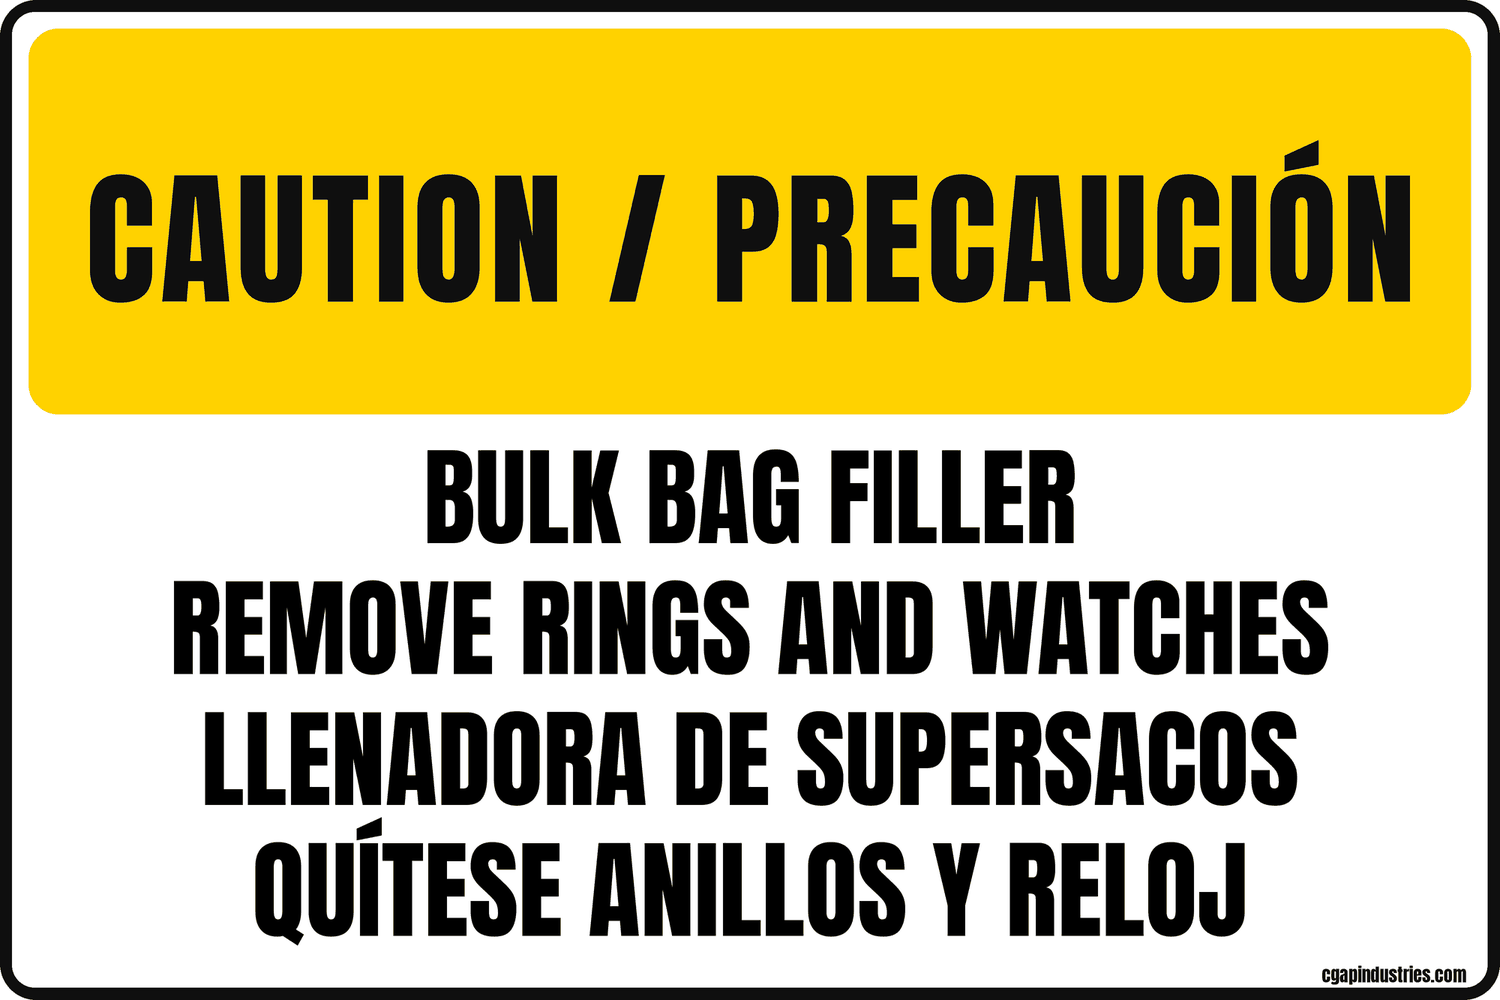 CAUTION / PRECAUCIÓN
BULK BAG FILLER
REMOVE RINGS AND WATCHES
LLENADORA DE SUPERSACOS
QUÍTESE ANILLOS Y RELOJ
cgapindustries.com